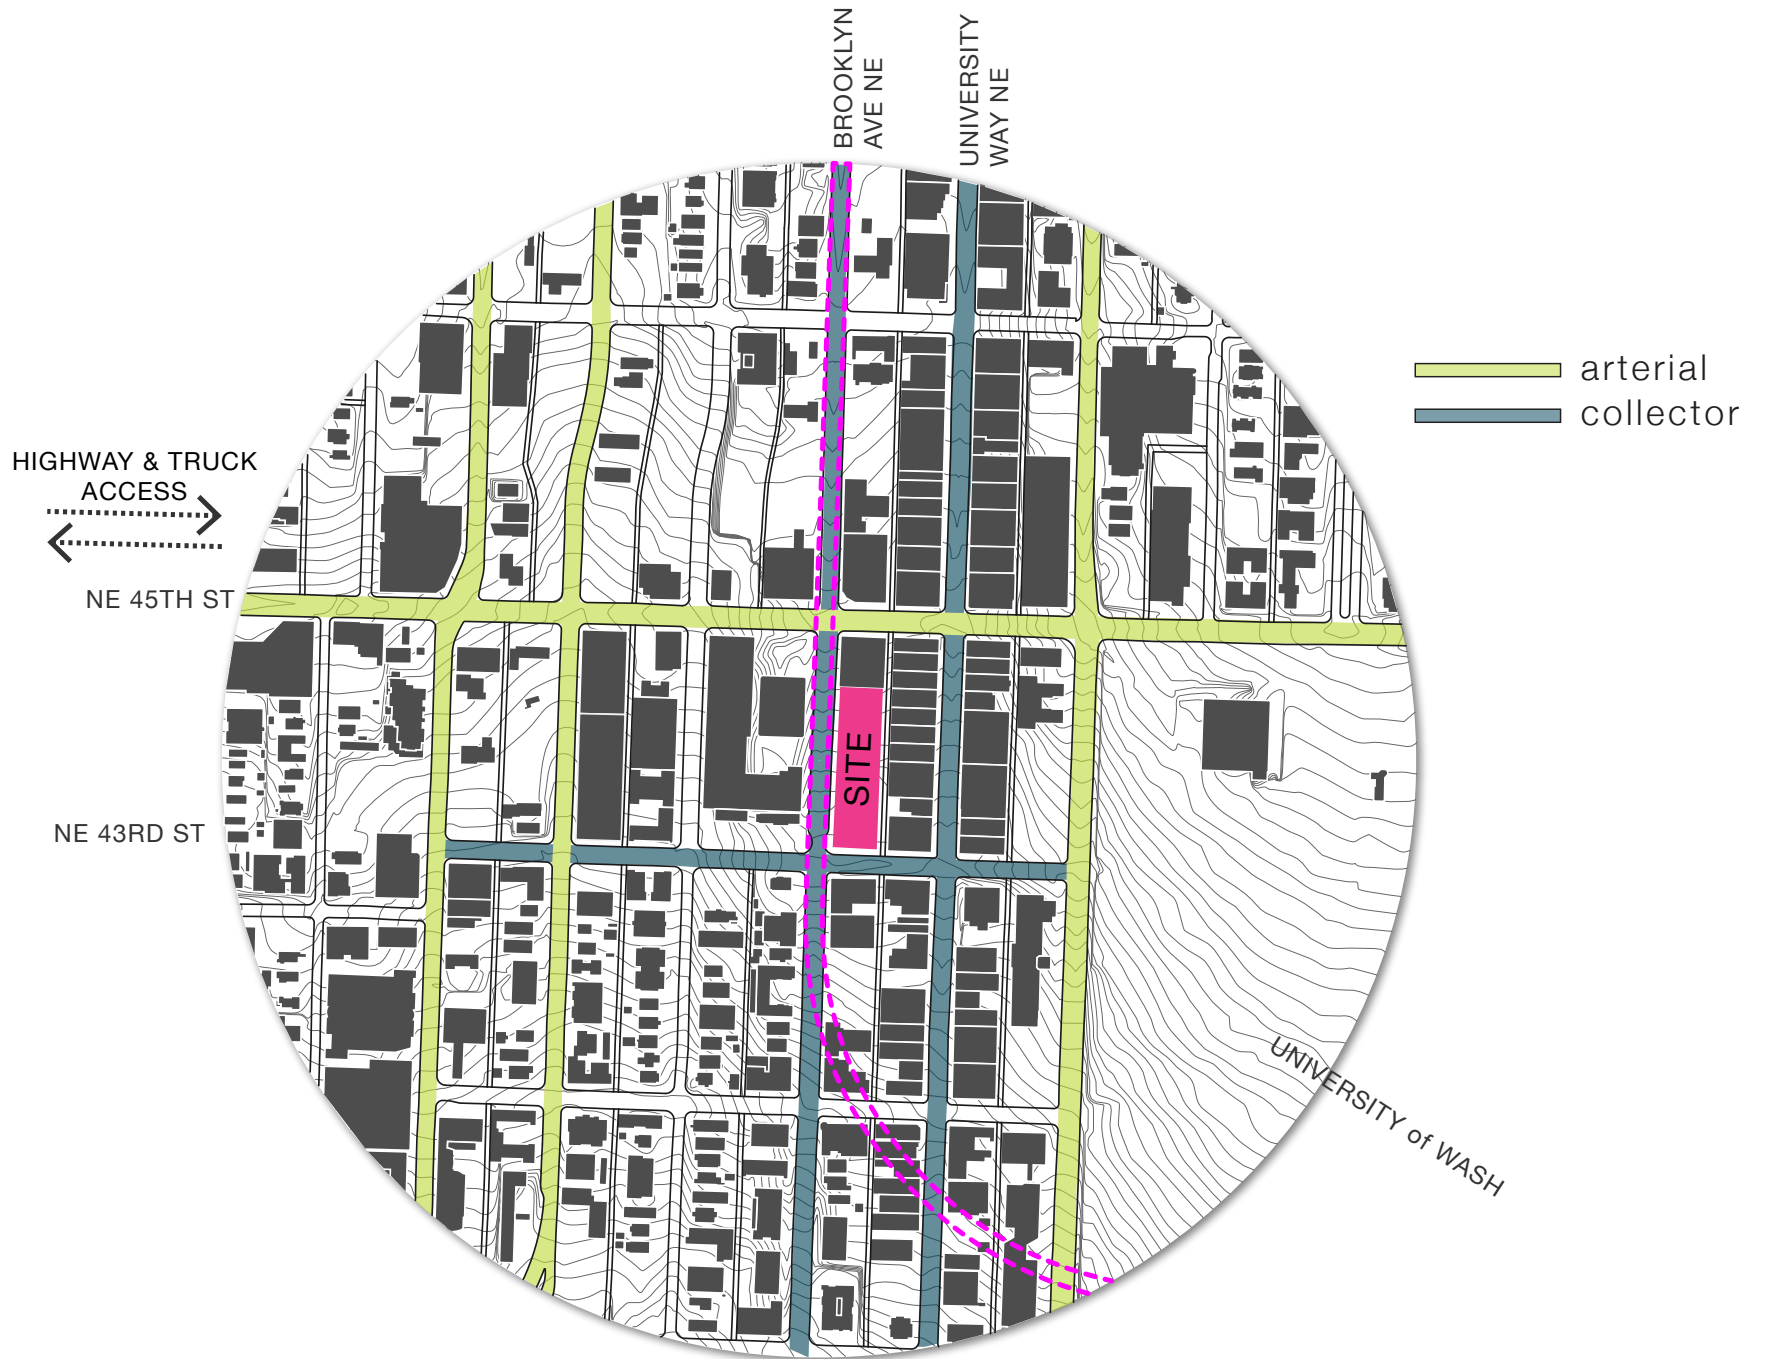 BROOKLYN
AVE NE
UNIVERSITY
WAY NE
arterial
collector
HIGHWAY & TRUCK
ACCESS
NE 45TH ST
SITE
NE 43RD ST
UNIVERSITY of WASH